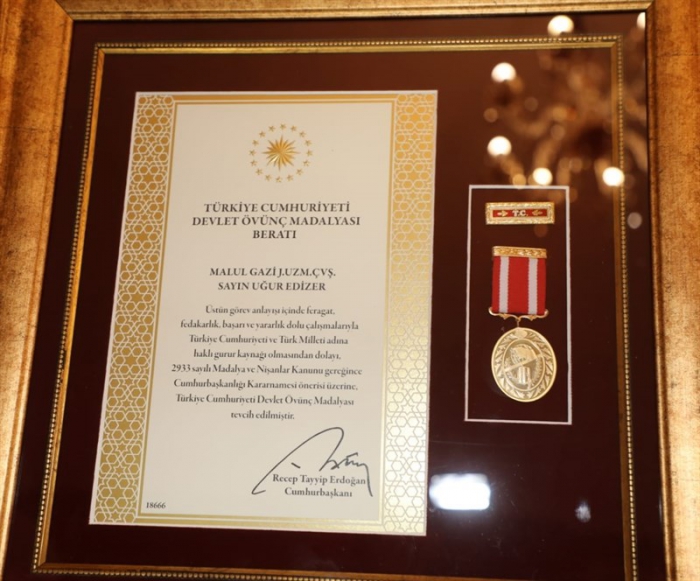 TÜRKİYE CUMHURİYETİ
DEVLET ÖVÜNÇ MADALYASI
BERATI
MALUL GAZİ J.UZM.ÇVŞ.
SAYIN UĞUR EDİZER
Üstün görev anlayışı içinde feragat,
fedakarlık, başarı ve yararlık dolu çalışmalarıyla
Türkiye Cumhuriyeti ve Türk Milleti adına
haklı gurur kaynağı olmasından dolayı,
2933 sayılı Madalya ve Nişanlar Kanunu gereğince
Cumhurbaşkanlığı Kararnamesi önerisi üzerine,
Türkiye Cumhuriyeti Devlet Övünç Madalyası
tevcih edilmiştir.
Recep Tayyip Erdoğan
Cumhurbaşkanı
18666
T.C.